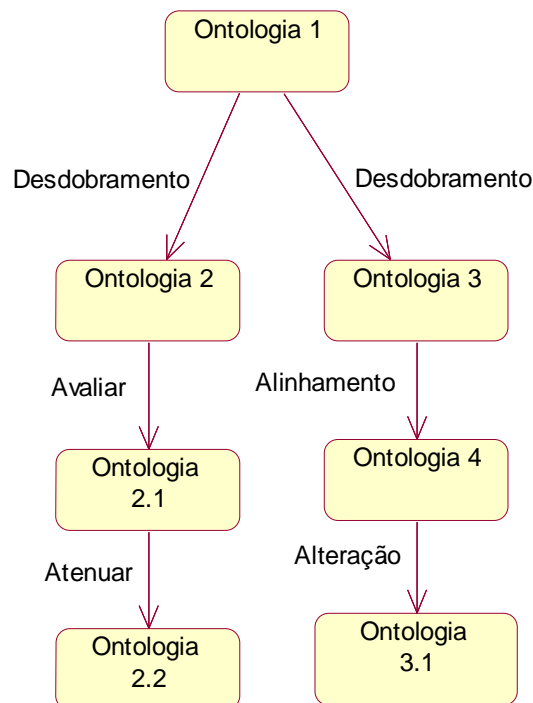 Ontologia 1
Desdobramento
Desdobramento
Ontologia 2
Ontologia 3
Avaliar
Alinhamento
Ontologia
2.1
Ontologia 4
Atenuar
Alteração
Ontologia
2.2
Ontologia
3.1